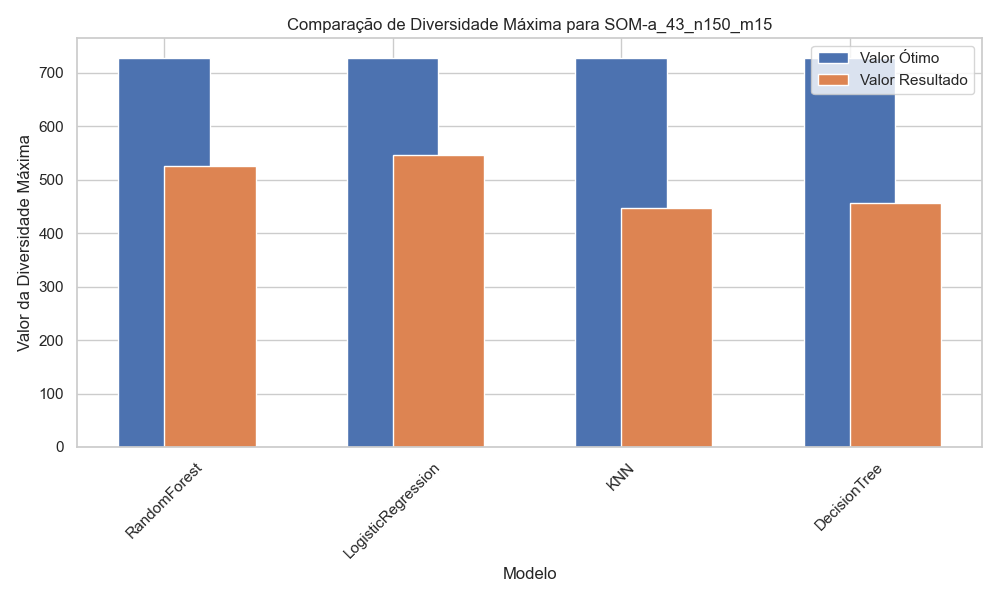 Comparação de Diversidade Máxima para SOM-a_43_n150_m15
Valor Ótimo
Valor Resultado
Valor da Diversidade Máxima
700
600
500
400
300
200
100
0
RandomForest
LogisticRegression
KNN
DecisionTree
Modelo